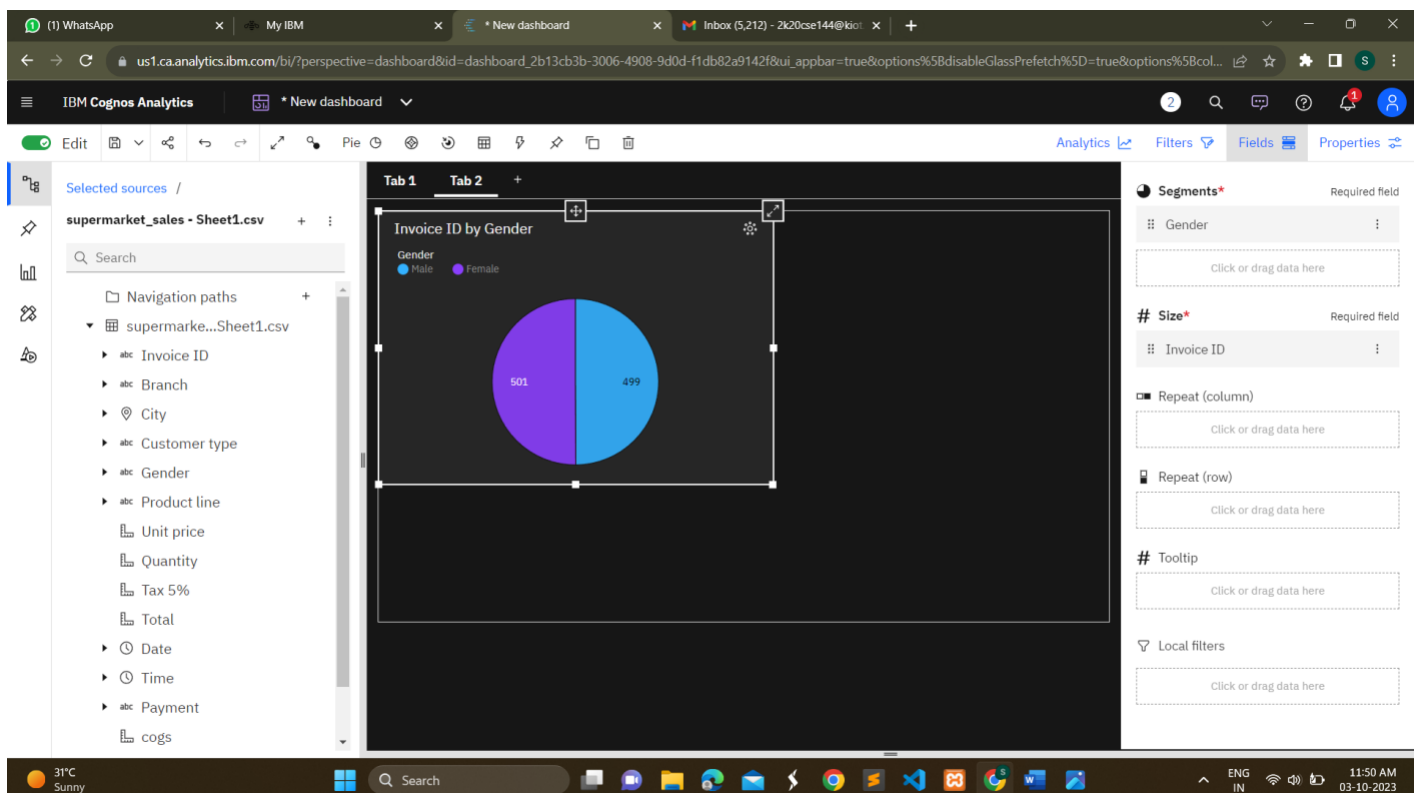 (1) WhatsApp
My IBM
* New dashboard
Inbox (5,212) - 2k20cse144@kiot
us1.ca.analytics.ibm.com/bi/?perspective=dashboard&id=dashboard_2b13cb3b-3006-4908-9d0d-f1db82a9142f&ui_appbar=true&options%5BdisableGlassPrefetch%5D=true&options%5Bcol...
S
IBM Cognos Analytics
* New dashboard
2
1
Edit
Pie
Analytics
Filters
Fields
Properties
Selected sources /
supermarket_sales - Sheet1.csv
Search
Navigation paths
supermarke...Sheet1.csv
abc Invoice ID
abc Branch
City
abc Customer type
abc Gender
abc Product line
Unit price
Quantity
Tax 5%
Total
Date
Time
abc Payment
cogs
Tab 1 Tab 2 +
Invoice ID by Gender
Gender
Male Female
501 499
Segments* Required field
Gender
Click or drag data here
# Size* Required field
Invoice ID
Repeat (column)
Click or drag data here
Repeat (row)
Click or drag data here
# Tooltip
Click or drag data here
Local filters
Click or drag data here
31°C
Sunny
Search
ENG
IN
11:50 AM
03-10-2023